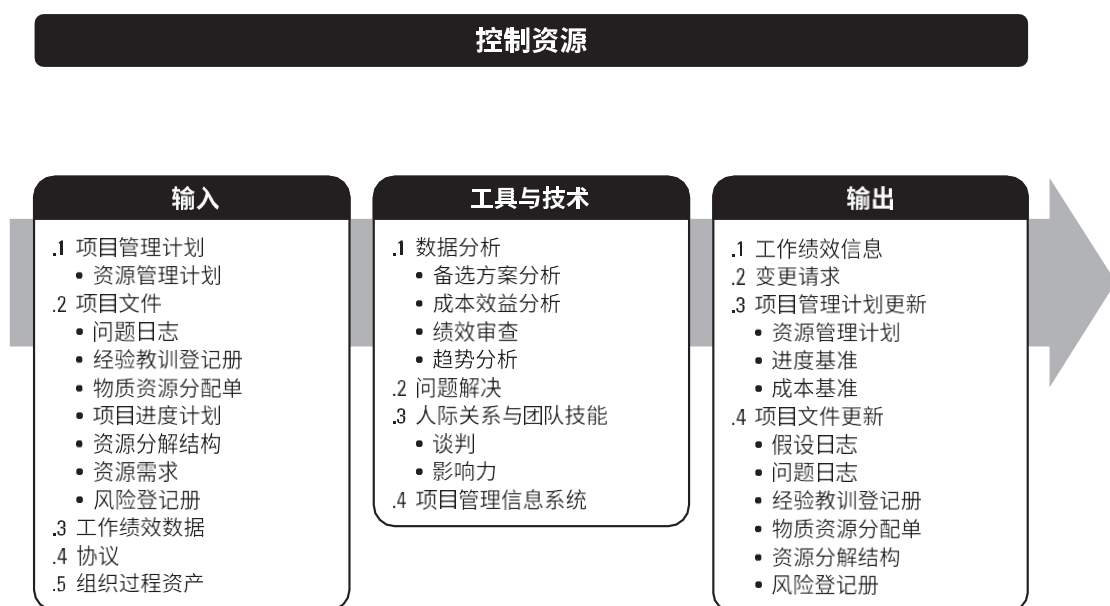 控制资源
输入
.1 项目管理计划
• 资源管理计划
.2 项目文件
• 问题日志
• 经验教训登记册
• 物质资源分配单
• 项目进度计划
• 资源分解结构
• 资源需求
• 风险登记册
.3 工作绩效数据
.4 协议
.5 组织过程资产
工具与技术
.1 数据分析
• 备选方案分析
• 成本效益分析
• 绩效审查
• 趋势分析
.2 问题解决
.3 人际关系与团队技能
• 谈判
• 影响力
.4 项目管理信息系统
输出
.1 工作绩效信息
.2 变更请求
.3 项目管理计划更新
• 资源管理计划
• 进度基准
• 成本基准
.4 项目文件更新
• 假设日志
• 问题日志
• 经验教训登记册
• 物质资源分配单
• 资源分解结构
• 风险登记册